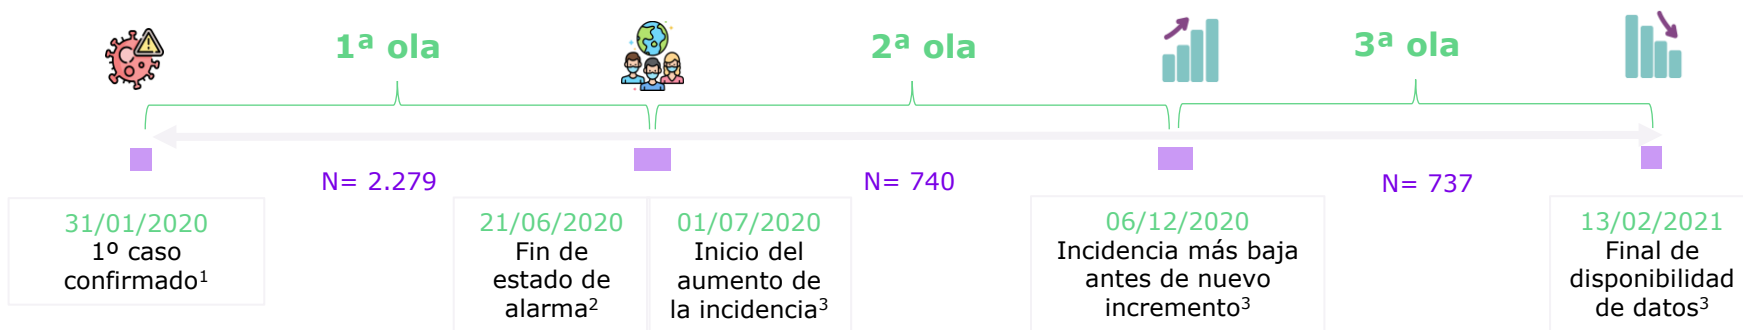 1ª ola
2ª ola
3ª ola
N= 2.279
N= 740
N= 737
31/01/2020
1º caso
confirmado1
21/06/2020
Fin de
estado de
alarma2
01/07/2020
Inicio del
aumento de
la incidencia3
06/12/2020
Incidencia más baja
antes de nuevo
incremento3
13/02/2021
Final de
disponibilidad
de datos3